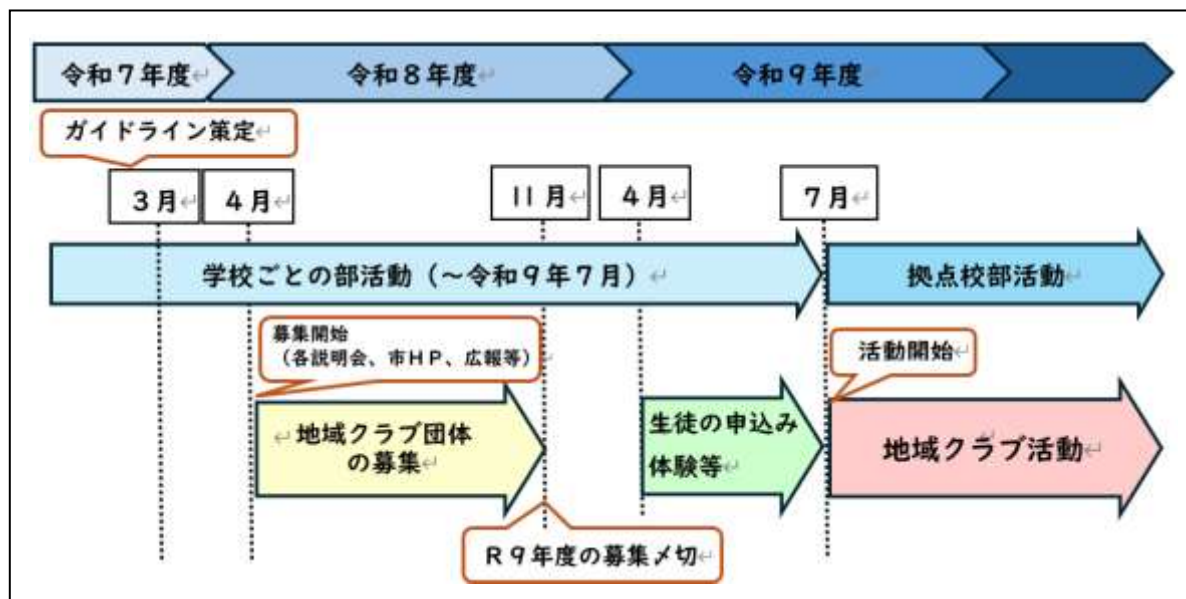 令和７年度
令和８年度
令和９年度
ガイドライン策定
３月
４月
11月
４月
７月
学校ごとの部活動（～令和９年７月）
拠点校部活動
募集開始
（各説明会、市ＨＰ、広報等）
活動開始
地域クラブ団体
の募集
生徒の申込み
体験等
地域クラブ活動
Ｒ９年度の募集〆切